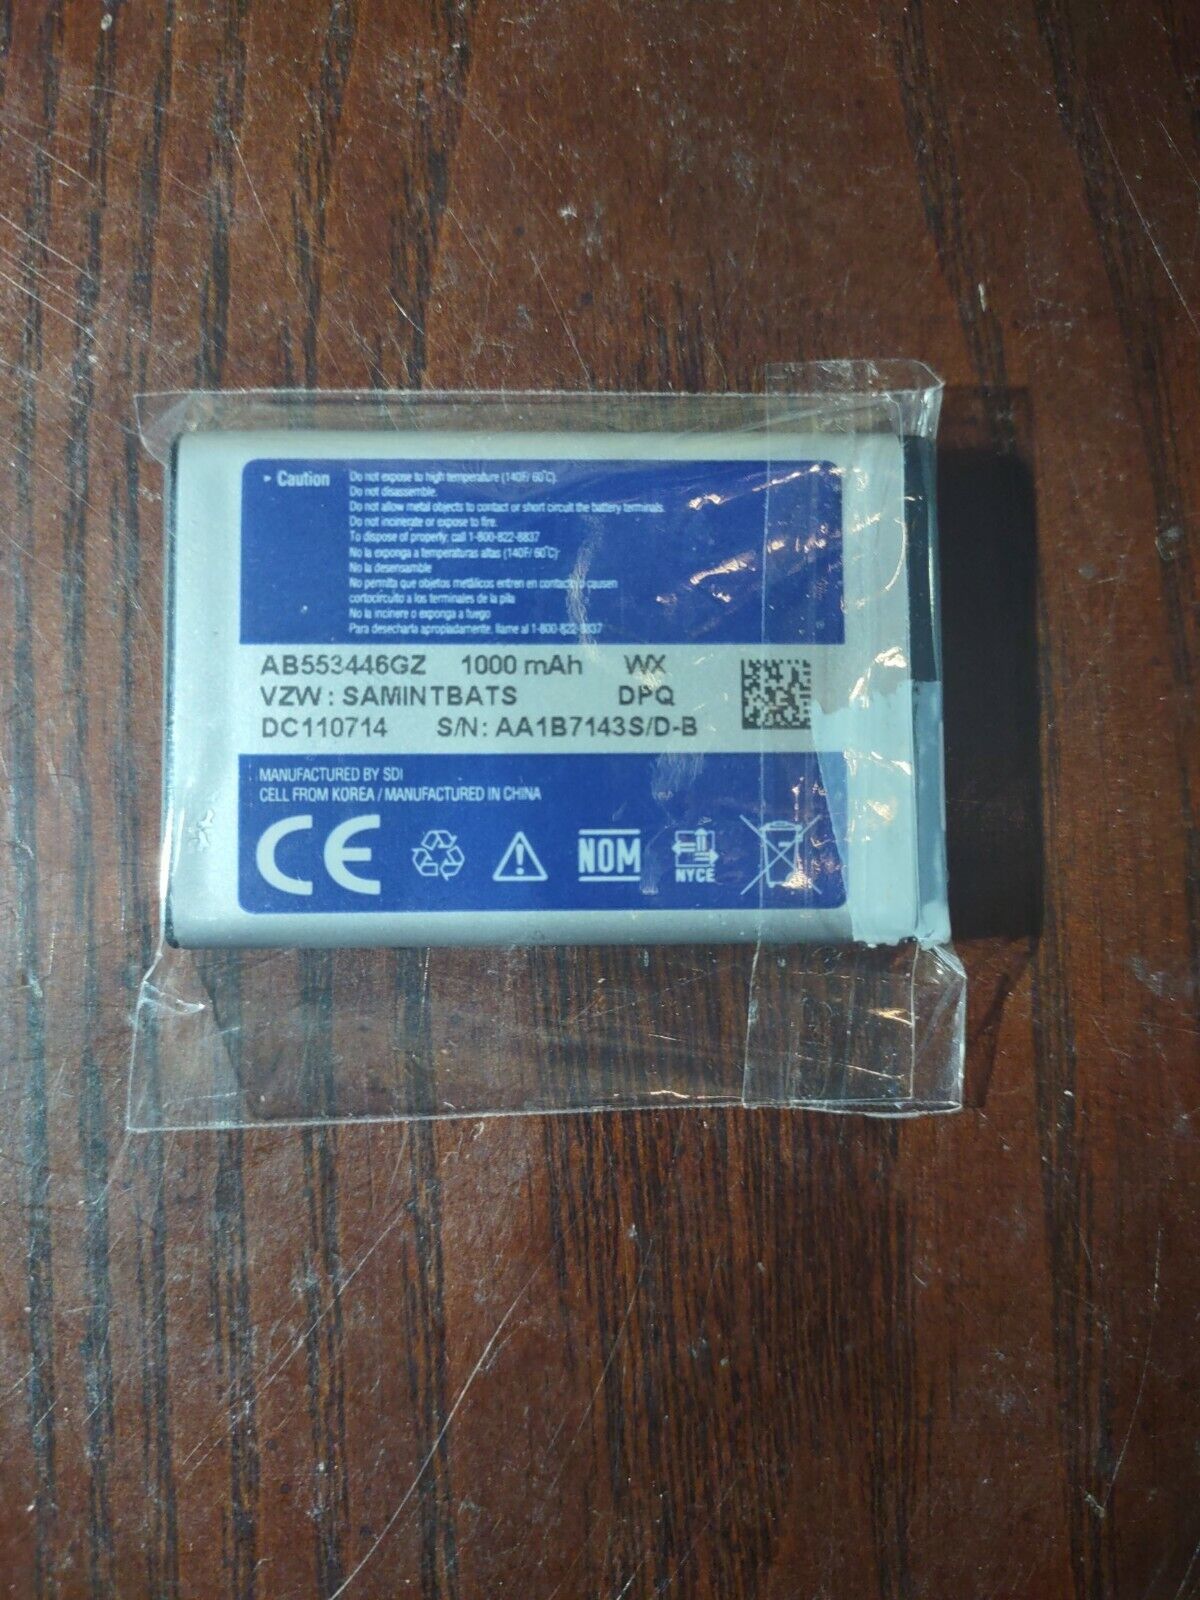 ▸ Caution
Do not expose to high temperature (140F/ 60°C).
Do not disassemble.
Do not allow metal objects to contact or short circuit the battery terminals.
Do not incinerate or expose to fire.
To dispose of properly, call 1-800-822-8837
No la exponga a temperaturas altas (140F/ 60°C)
No la desensamble
No permita que objetos metálicos entren en contacto o causen
cortocircuito a los terminales de la pila
No la incinere o exponga a fuego
Para desecharla apropiadamente, llame al 1-800-822-8837
AB553446GZ 1000 mAh WX
VZW : SAMINTBATS DPQ
DC110714 S/N: AA1B7143S/D-B
MANUFACTURED BY SDI
CELL FROM KOREA / MANUFACTURED IN CHINA
CE
NOM
NYCE